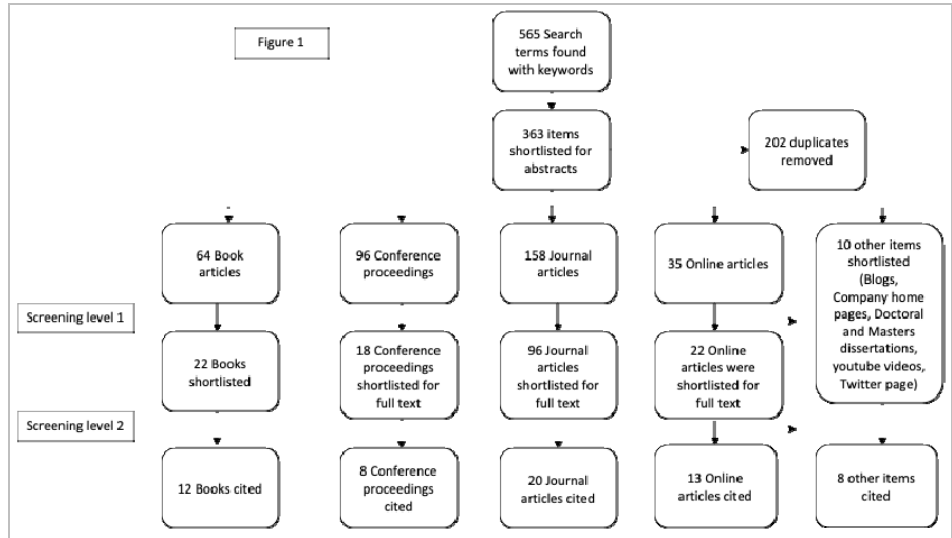 Figure 1
565 Search
terms found
with keywords
363 items
shortlisted for
abstracts
202 duplicates
removed
64 Book
articles
96 Conference
proceedings
158 Journal
articles
35 Online articles
10 other items
shortlisted
(Blogs,
Company home
pages, Doctoral
and Masters
dissertations,
youtube videos,
Twitter page)
Screening level 1
22 Books
shortlisted
18 Conference
proceedings
shortlisted for
full text
96 Journal
articles
shortlisted for
full text
22 Online
articles were
shortlisted for
full text
Screening level 2
12 Books cited
8 Conference
proceedings
cited
20 Journal
articles cited
13 Online
articles cited
8 other items
cited